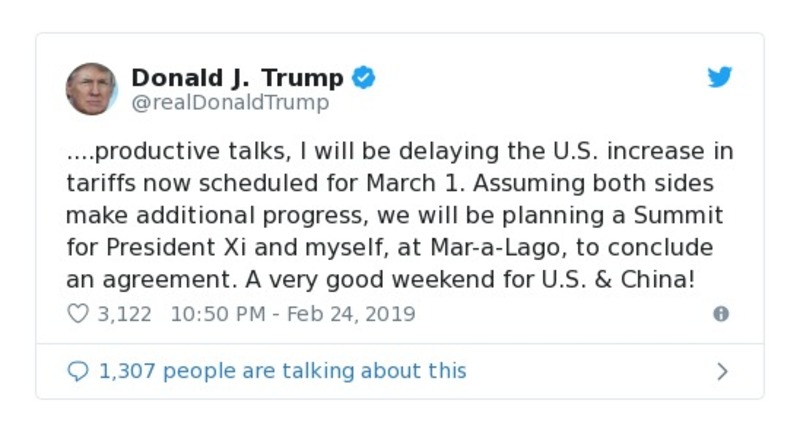 Donald J. Trump
@realDonaldTrump
....productive talks, I will be delaying the U.S. increase in
tariffs now scheduled for March 1. Assuming both sides
make additional progress, we will be planning a Summit
for President Xi and myself, at Mar-a-Lago, to conclude
an agreement. A very good weekend for U.S. & China!
3,122 10:50 PM - Feb 24, 2019
1,307 people are talking about this